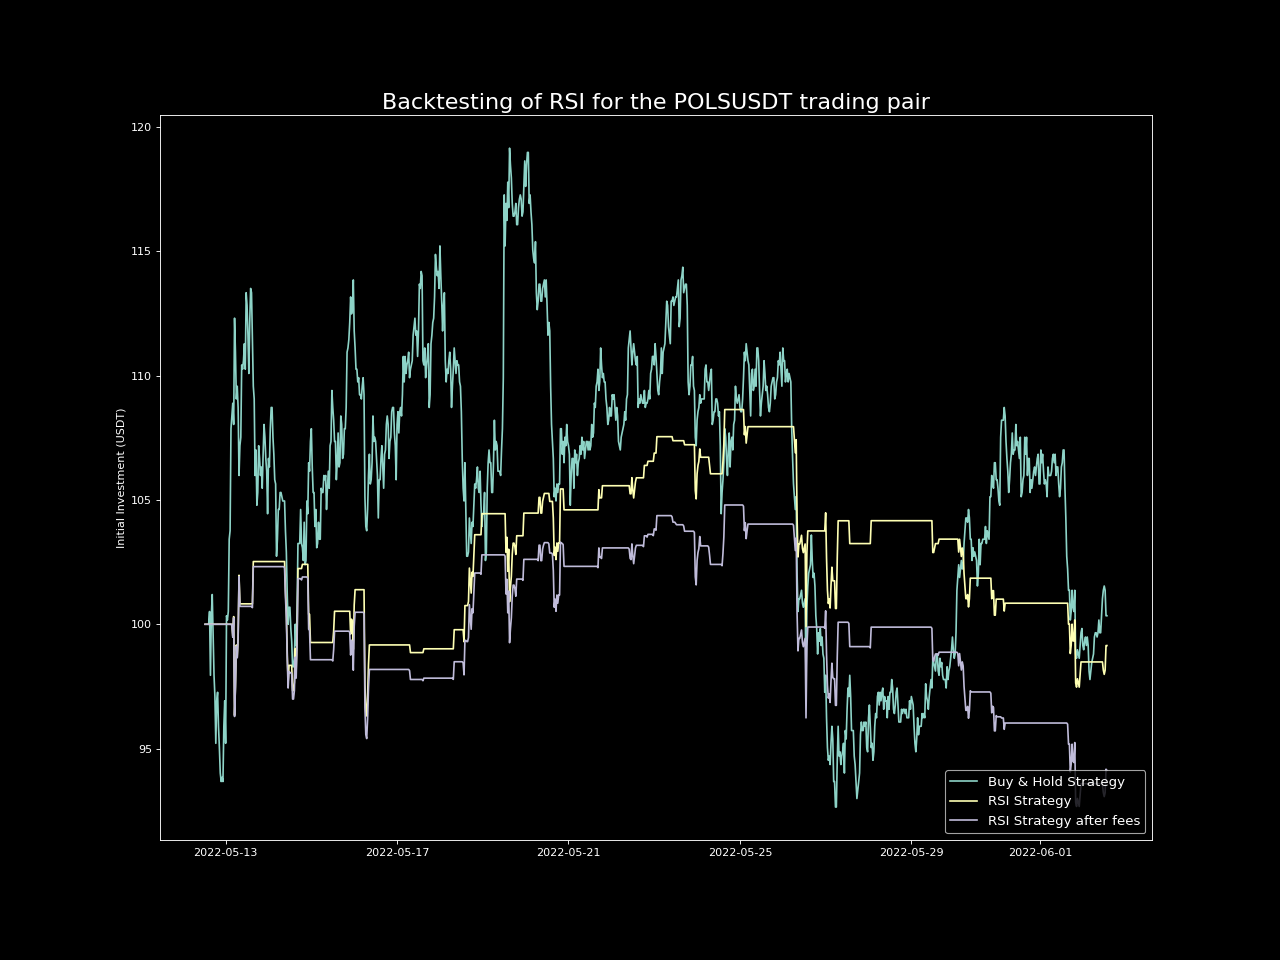 Backtesting of RSI for the POLSUSDT trading pair
120
115
110
105
100
95
Initial Investment (USDT)
2022-05-13
2022-05-17
2022-05-21
2022-05-25
2022-05-29
2022-06-01
Buy & Hold Strategy
RSI Strategy
RSI Strategy after fees